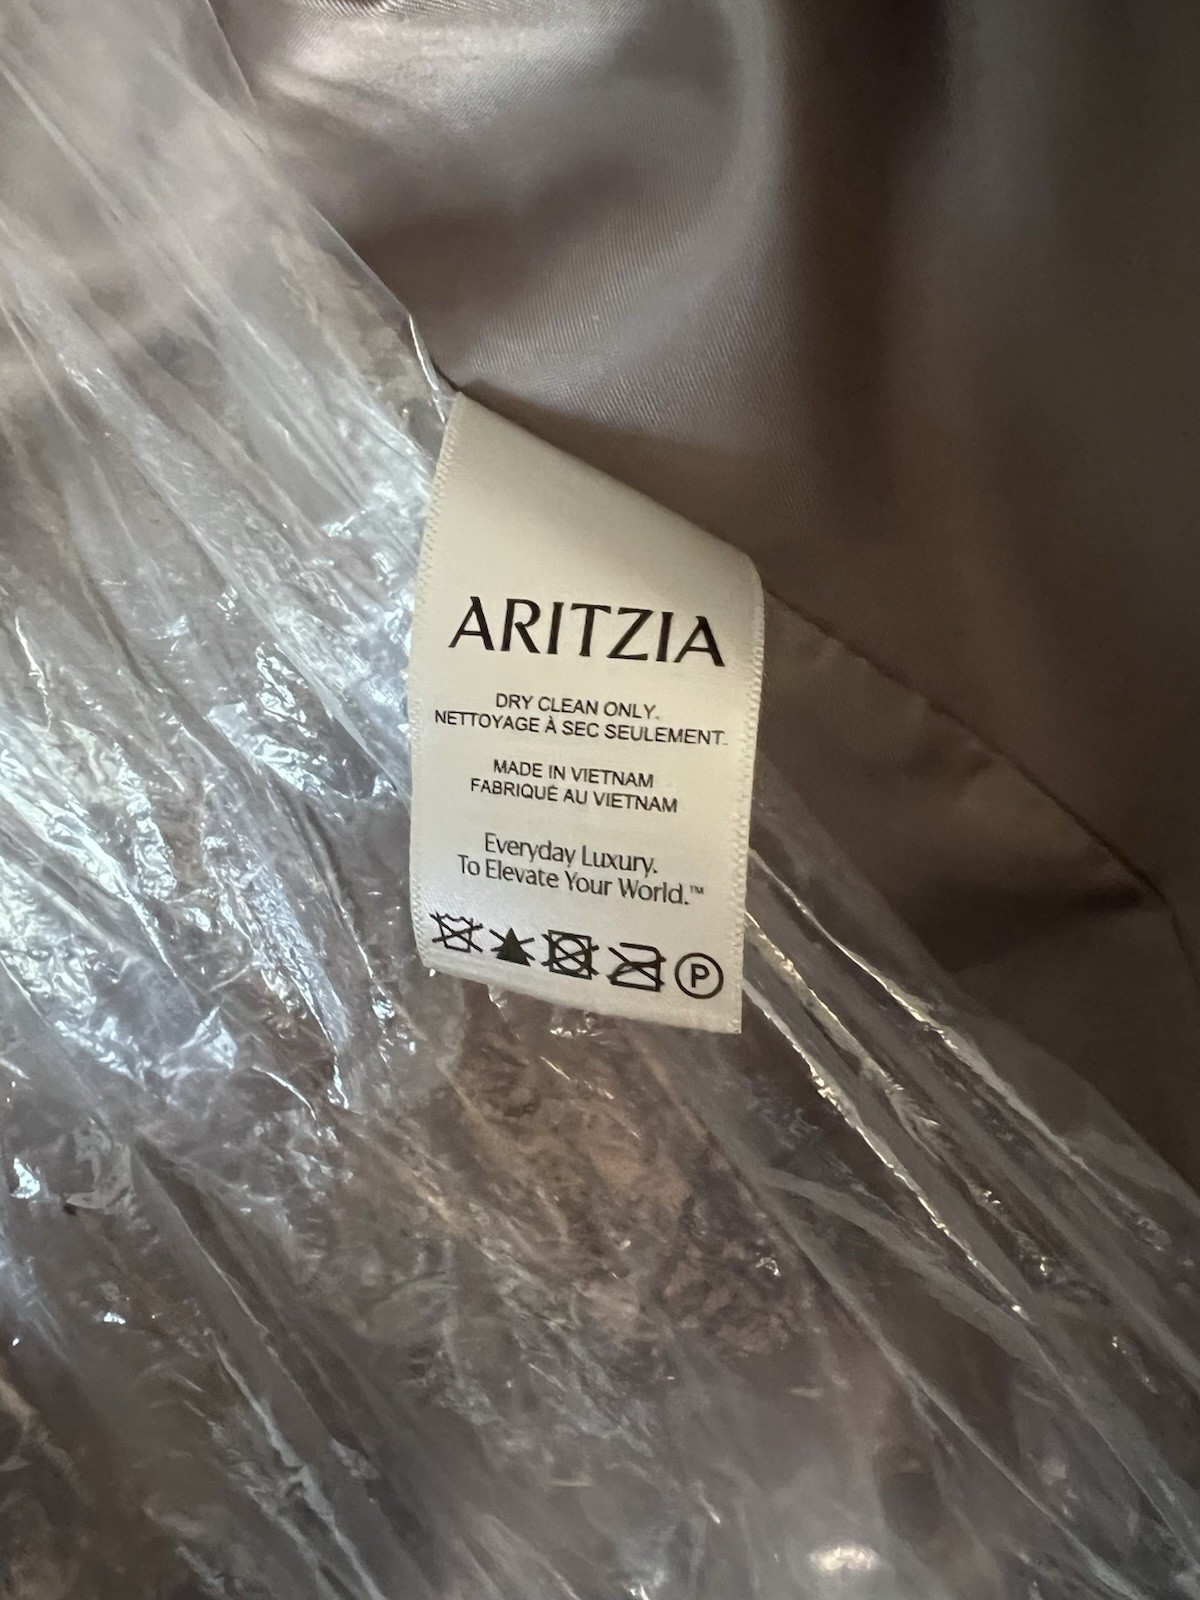 ARITZIA
DRY CLEAN ONLY.
NETTOYAGE À SEC SEULEMENT.
MADE IN VIETNAM
FABRIQUÉ AU VIETNAM
Everyday Luxury.
To Elevate Your World.™
P